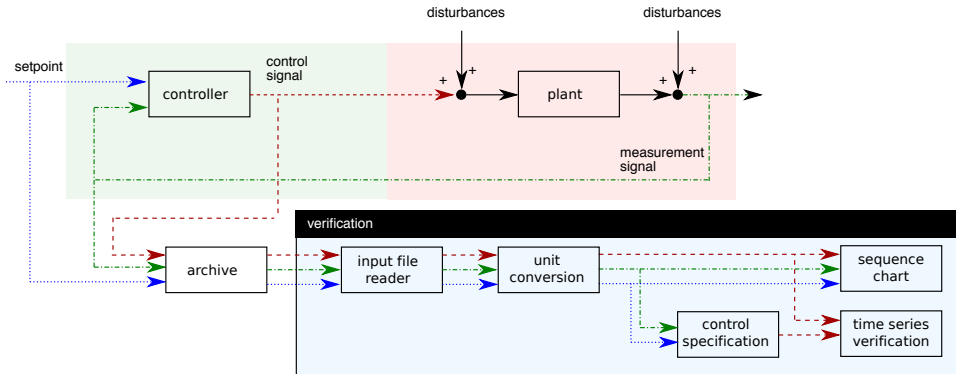 disturbances
disturbances
setpoint
control
signal
+
+
+
+
controller
plant
measurement
signal
verification
archive
input file
reader
unit
conversion
sequence
chart
control
specification
time series
verification